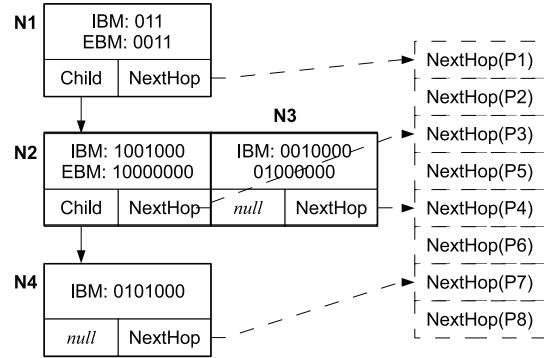 N1
IBM: 011
EBM: 0011
Child NextHop
N3
N2
IBM: 1001000
EBM: 10000000
Child NextHop
IBM: 0010000
01000000
null NextHop
N4
IBM: 0101000
null NextHop
NextHop(P1)
NextHop(P2)
NextHop(P3)
NextHop(P5)
NextHop(P4)
NextHop(P6)
NextHop(P7)
NextHop(P8)